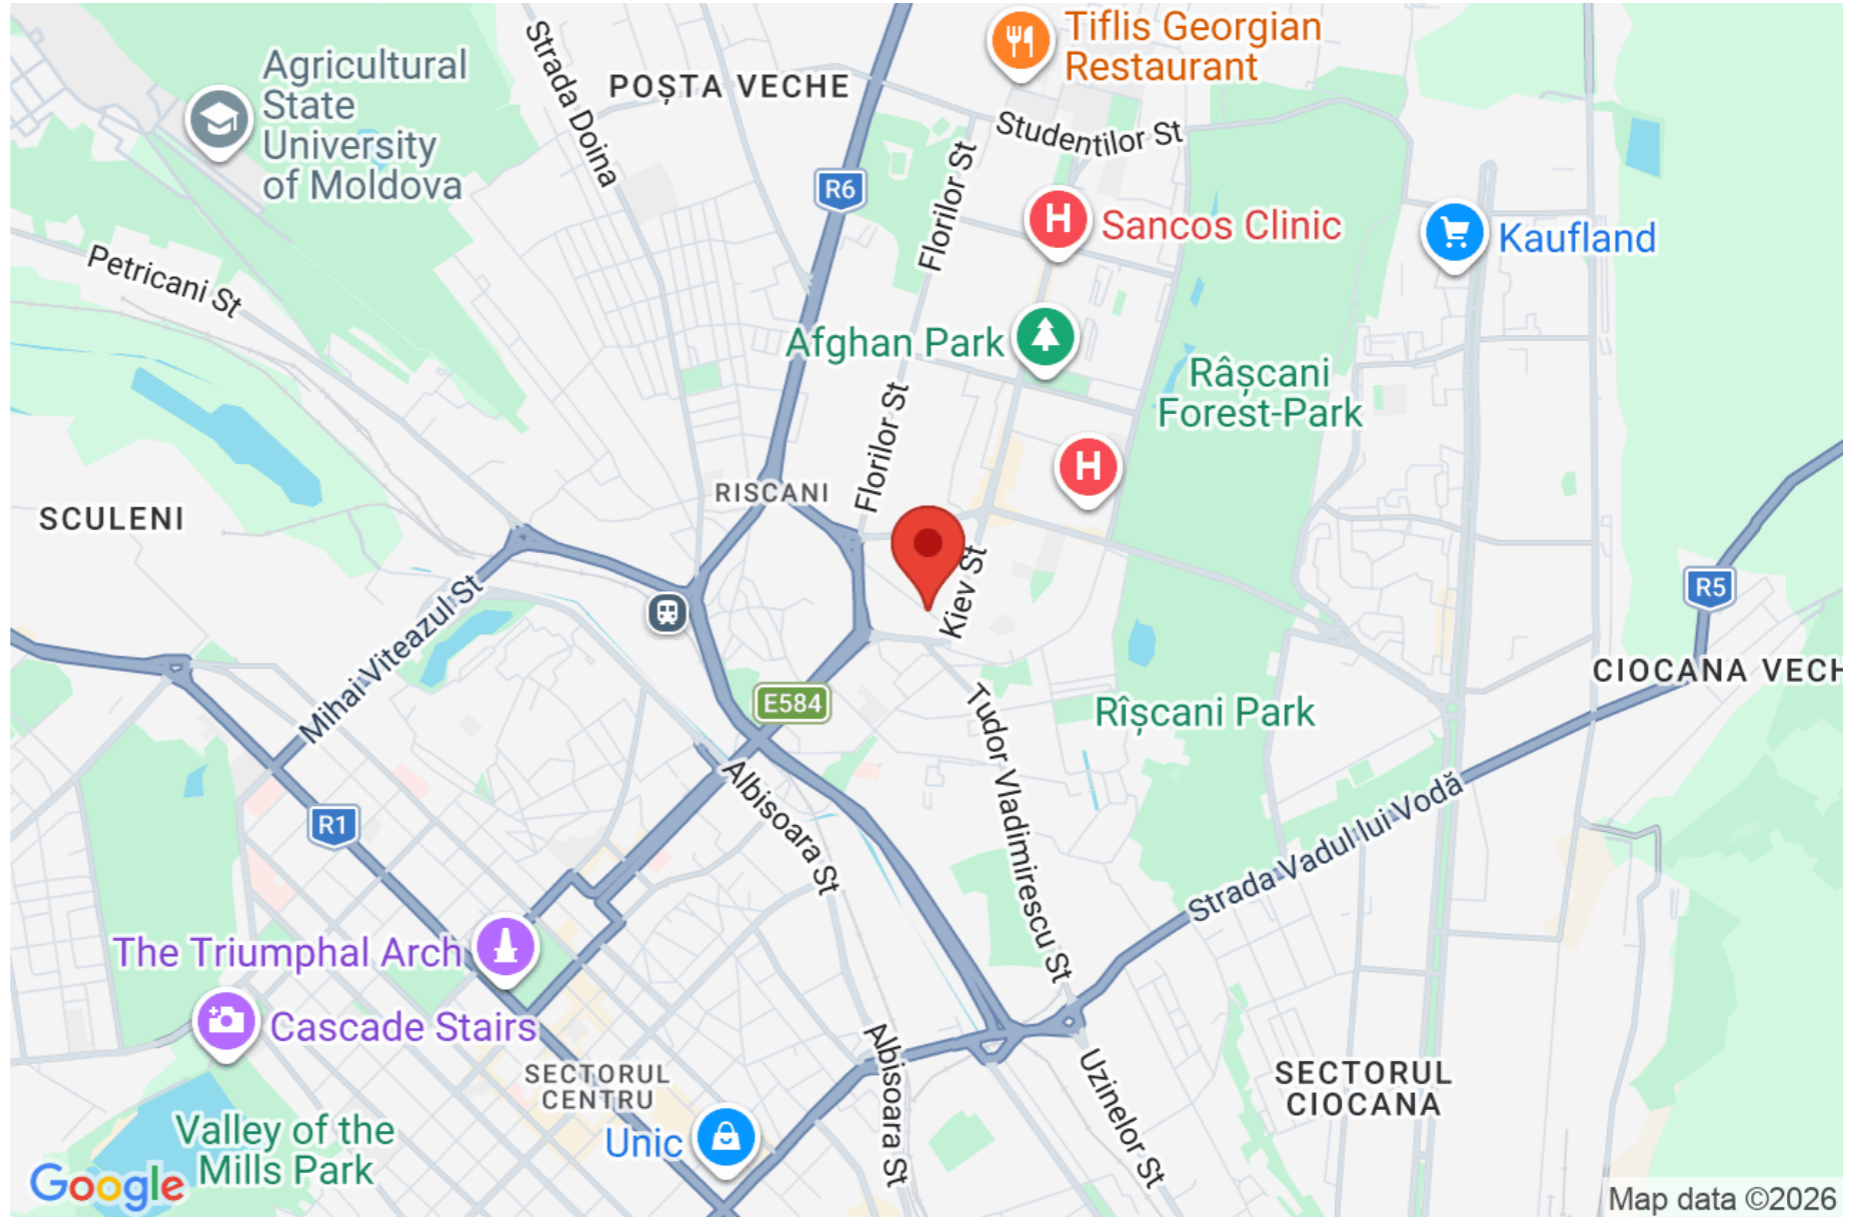 Tiflis Georgian
Restaurant
Agricultural
State
University
of Moldova
Strada Doina
POȘTA VECHE
Studentilor St
R6
Florilor St
Sancos Clinic
Kaufland
Petricani St
Afghan Park
Râșcani
Forest-Park
Florilor St
H
H
RISCANI
SCULENI
Kiev St
R5
Mihai Viteazul St
CIOCANA VECH
E584
Rîșcani Park
Tudor Vladimirescu St
Albisoara St
R1
Strada Vadul lui Vodă
The Triumphal Arch
Cascade Stairs
SECTORUL
CENTRU
Albisoara St
Uzinelor St
SECTORUL
CIOCANA
Valley of the
Mills Park
Unic
Google
Map data ©2026